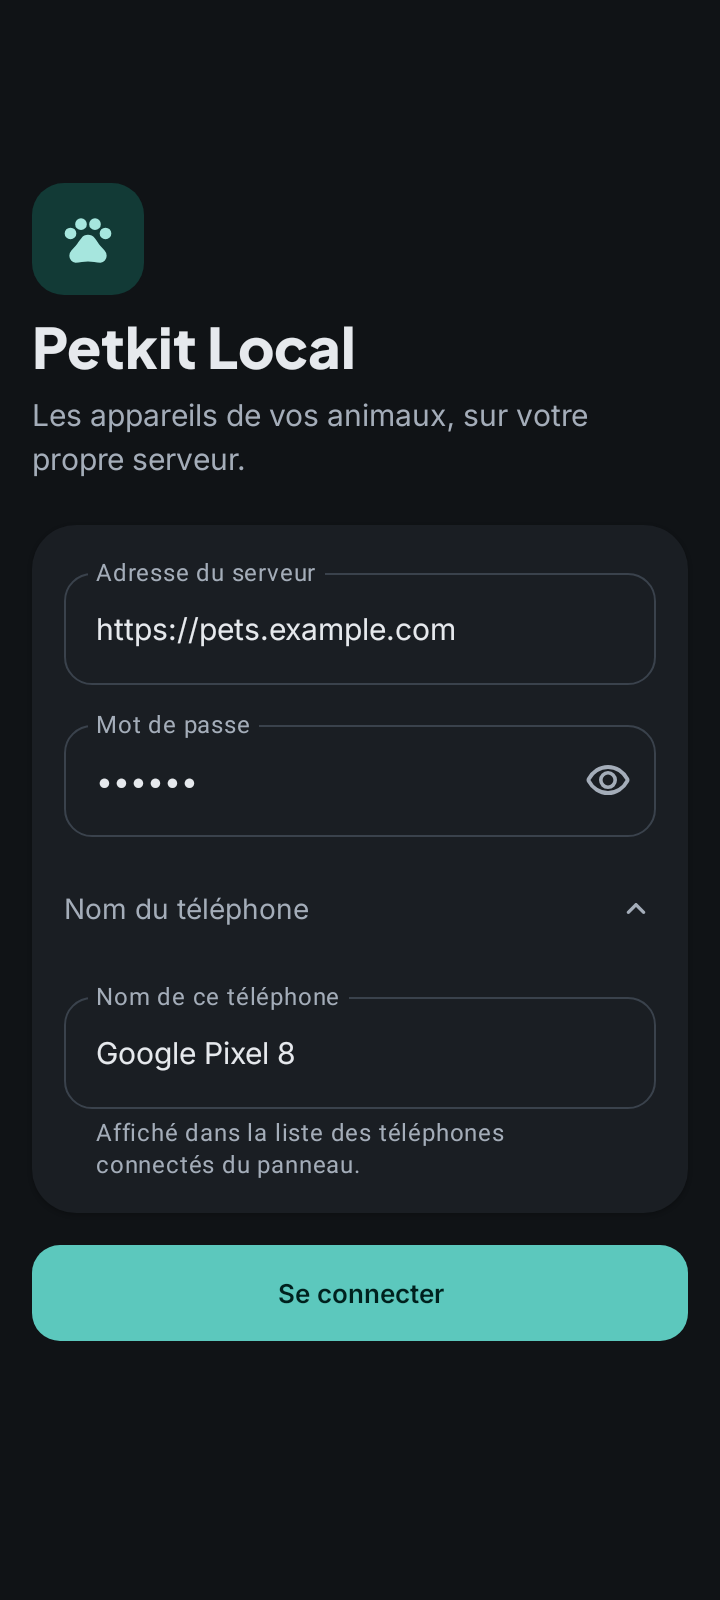 Petkit Local
Les appareils de vos animaux, sur votre
propre serveur.
Adresse du serveur
https://pets.example.com
Mot de passe
••••••
Nom du téléphone
Nom de ce téléphone
Google Pixel 8
Affiché dans la liste des téléphones
connectés du panneau.
Se connecter